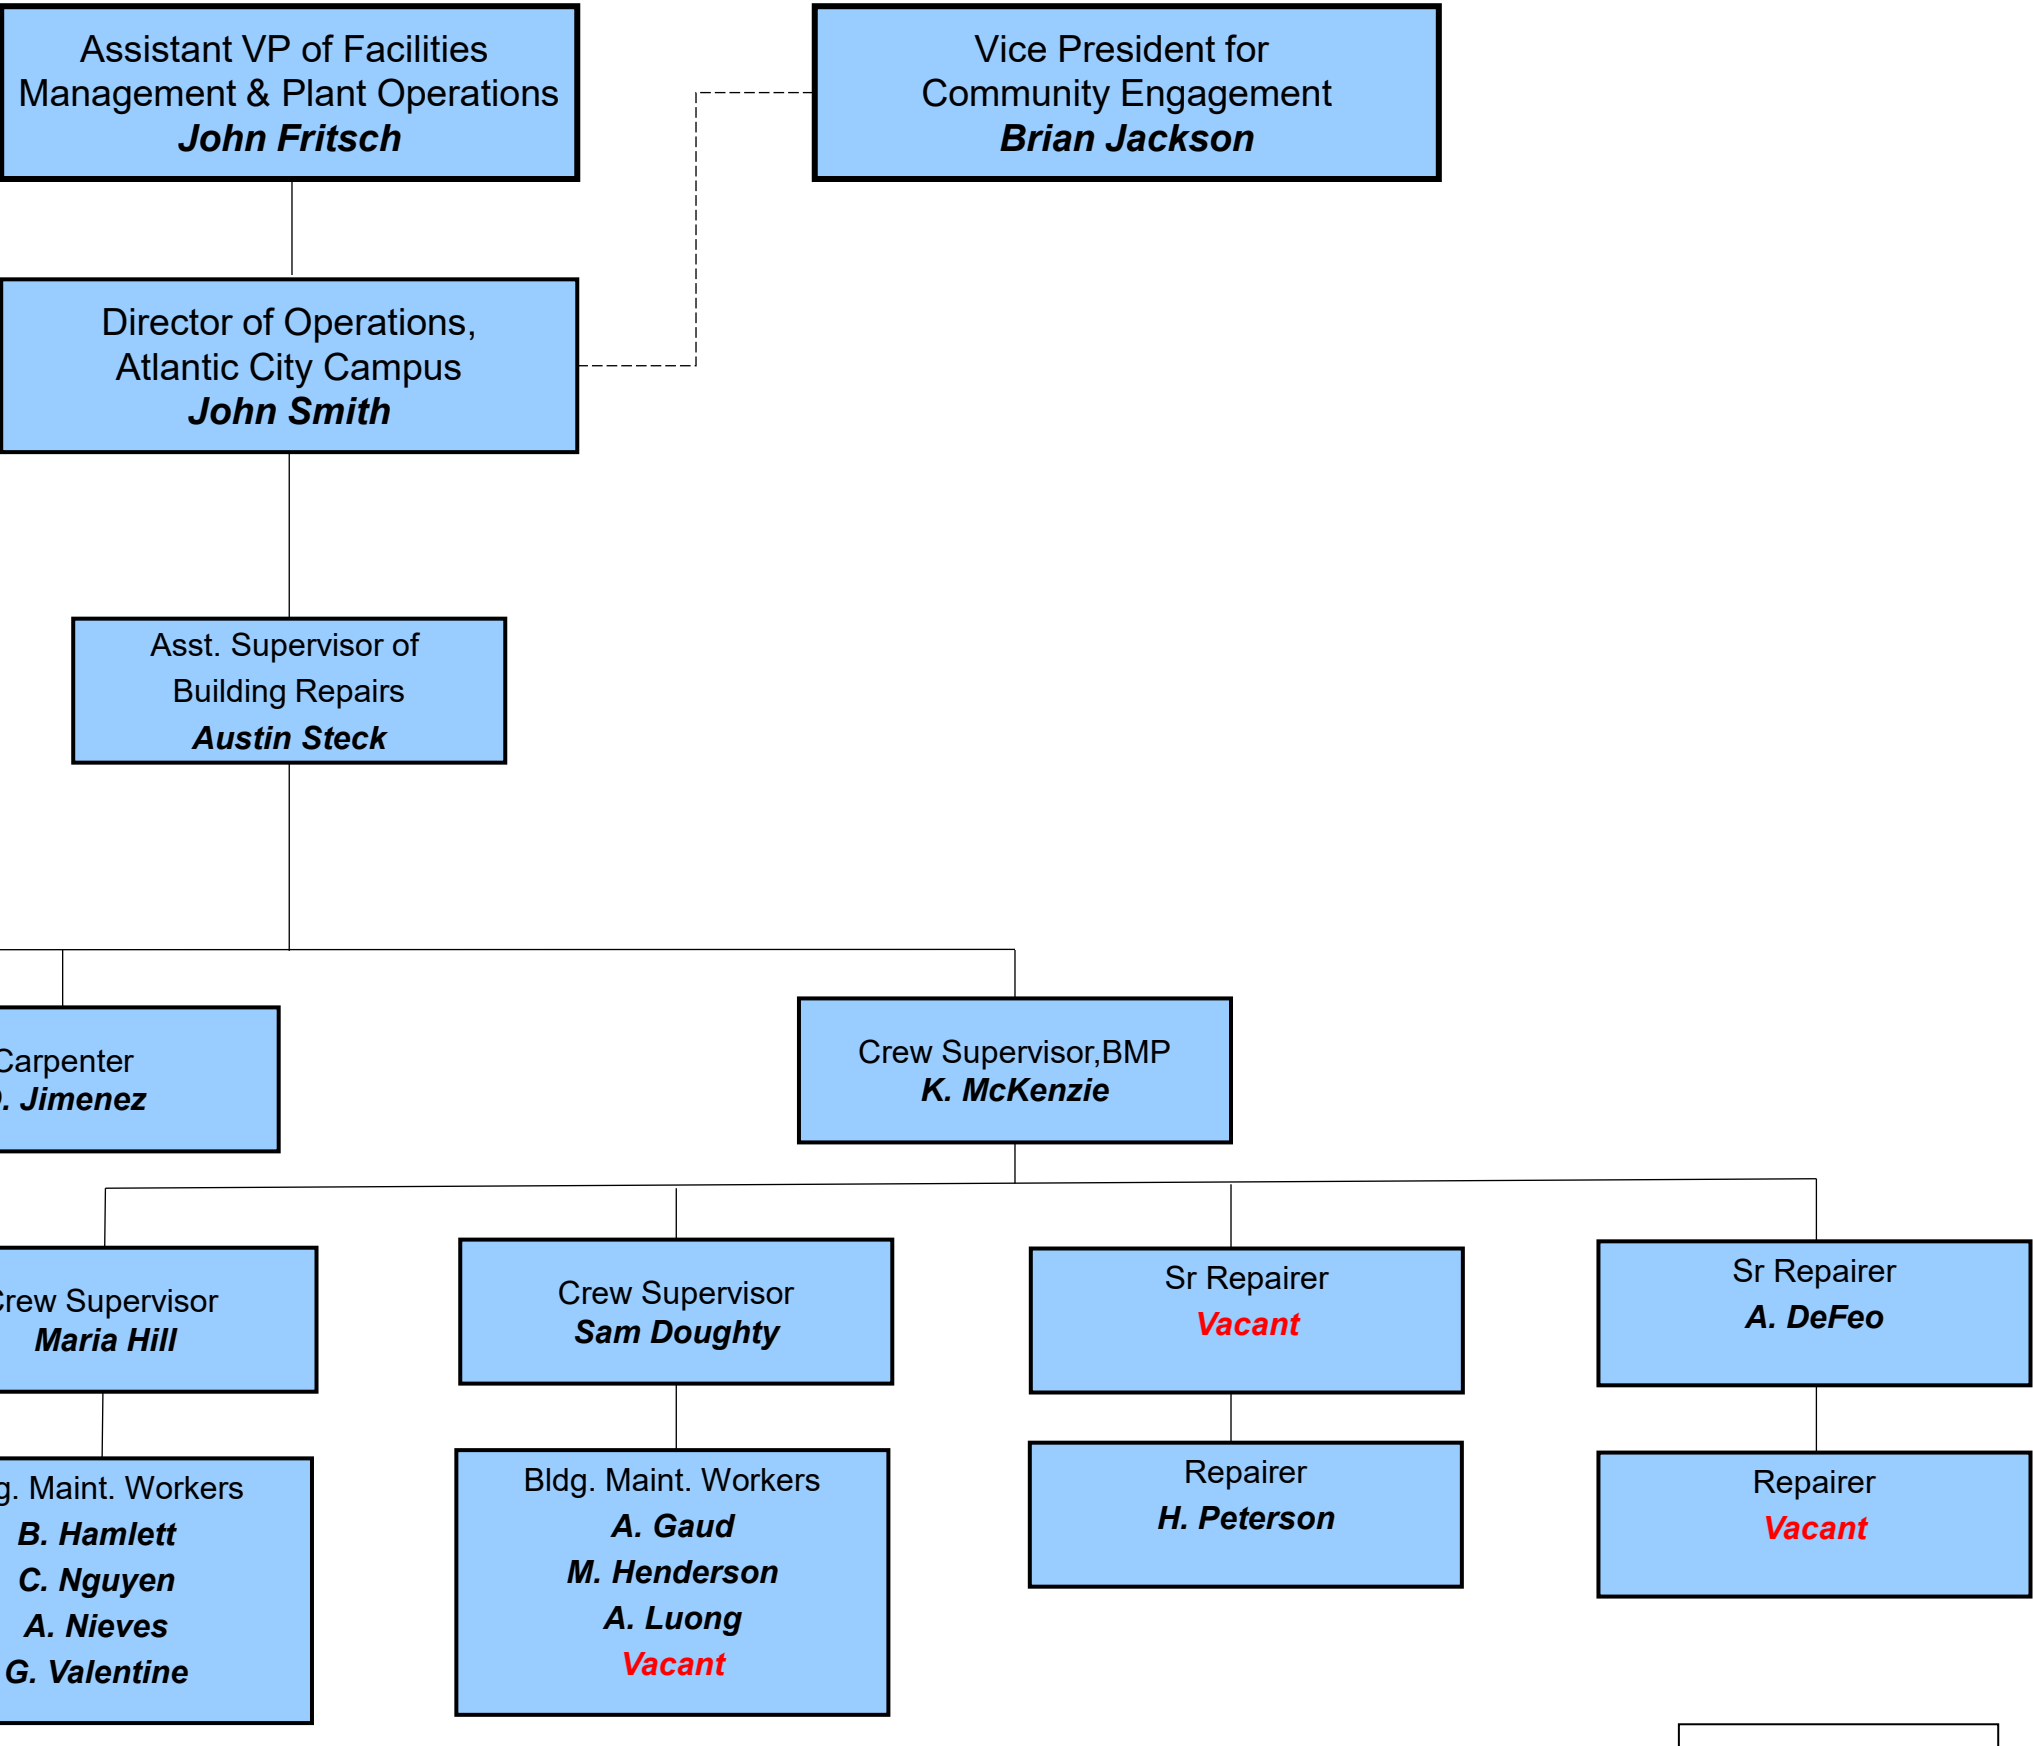 Assistant VP of Facilities
Management & Plant Operations
John Fritsch
Vice President for
Community Engagement
Brian Jackson
Director of Operations,
Atlantic City Campus
John Smith
Asst. Supervisor of
Building Repairs
Austin Steck
Carpenter
. Jimenez
Crew Supervisor,BMP
K. McKenzie
Crew Supervisor
Maria Hill
Crew Supervisor
Sam Doughty
Sr Repairer
Vacant
Sr Repairer
A. DeFeo
g. Maint. Workers
B. Hamlett
C. Nguyen
A. Nieves
G. Valentine
Bldg. Maint. Workers
A. Gaud
M. Henderson
A. Luong
Vacant
Repairer
H. Peterson
Repairer
Vacant